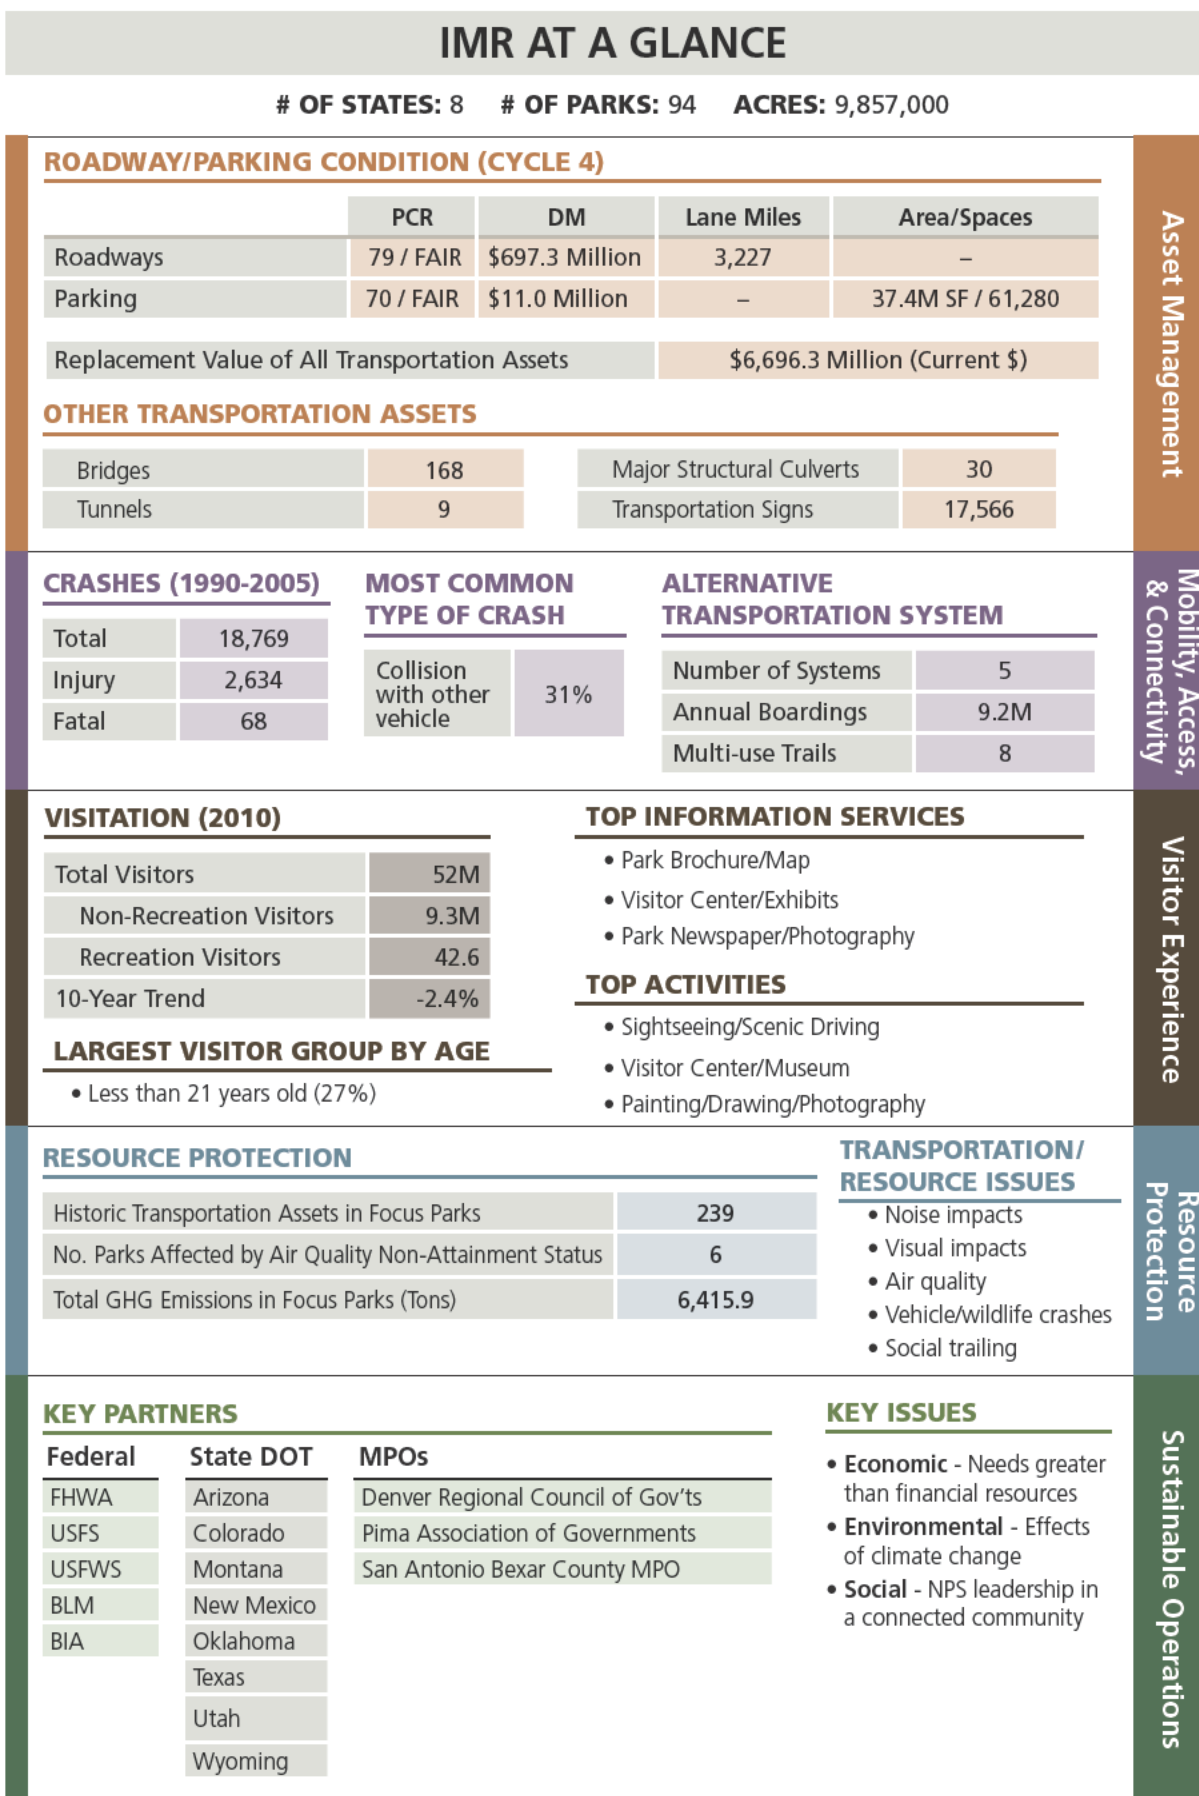 IMR AT A GLANCE
# OF STATES: 8 # OF PARKS: 94 ACRES: 9,857,000
ROADWAY/PARKING CONDITION (CYCLE 4)
PCR DM Lane Miles Area/Spaces
Roadways 79 / FAIR $697.3 Million 3,227 –
Parking 70 / FAIR $11.0 Million – 37.4M SF / 61,280
Replacement Value of All Transportation Assets $6,696.3 Million (Current $)
OTHER TRANSPORTATION ASSETS
Bridges 168
Tunnels 9
Major Structural Culverts 30
Transportation Signs 17,566
Asset Management
CRASHES (1990-2005)
Total 18,769
Injury 2,634
Fatal 68
MOST COMMON
TYPE OF CRASH
Collision
with other
vehicle
31%
ALTERNATIVE
TRANSPORTATION SYSTEM
Number of Systems 5
Annual Boardings 9.2M
Multi-use Trails 8
Mobility, Access,
& Connectivity
VISITATION (2010)
Total Visitors 52M
Non-Recreation Visitors 9.3M
Recreation Visitors 42.6
10-Year Trend -2.4%
LARGEST VISITOR GROUP BY AGE
• Less than 21 years old (27%)
TOP INFORMATION SERVICES
• Park Brochure/Map
• Visitor Center/Exhibits
• Park Newspaper/Photography
TOP ACTIVITIES
• Sightseeing/Scenic Driving
• Visitor Center/Museum
• Painting/Drawing/Photography
Visitor Experience
RESOURCE PROTECTION
Historic Transportation Assets in Focus Parks 239
No. Parks Affected by Air Quality Non-Attainment Status 6
Total GHG Emissions in Focus Parks (Tons) 6,415.9
TRANSPORTATION/
RESOURCE ISSUES
• Noise impacts
• Visual impacts
• Air quality
• Vehicle/wildlife crashes
• Social trailing
Resource
Protection
KEY PARTNERS
Federal
FHWA
USFS
USFWS
BLM
BIA
State DOT
Arizona
Colorado
Montana
New Mexico
Oklahoma
Texas
Utah
Wyoming
MPOs
Denver Regional Council of Gov'ts
Pima Association of Governments
San Antonio Bexar County MPO
KEY ISSUES
• Economic - Needs greater
than financial resources
• Environmental - Effects
of climate change
• Social - NPS leadership in
a connected community
Sustainable Operations